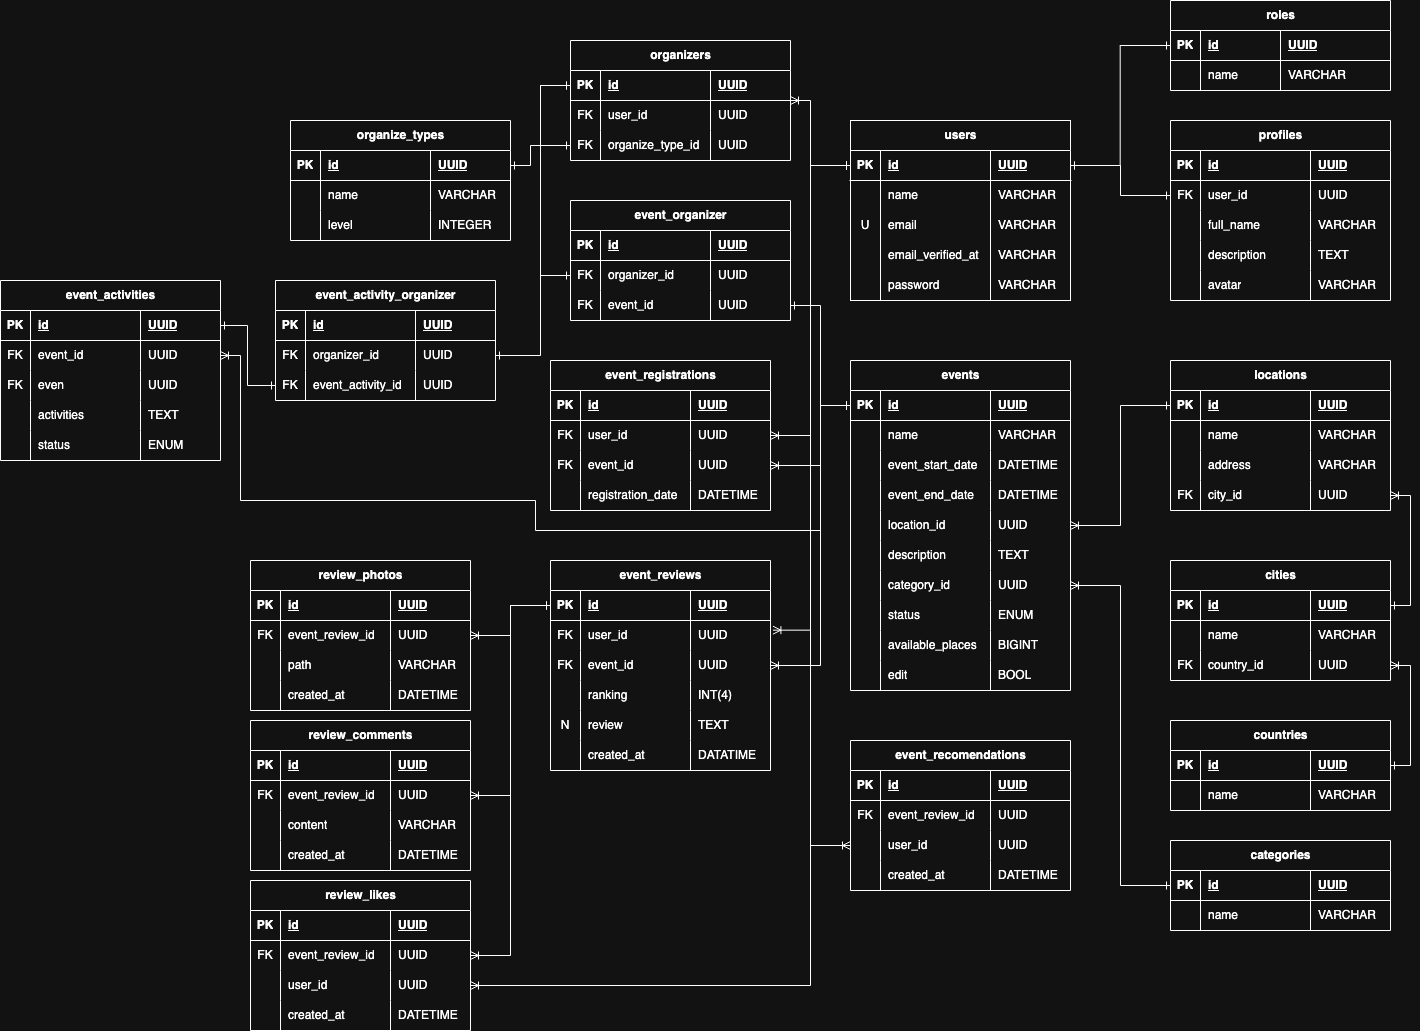 roles
PK id UUID
name VARCHAR
organizers
PK id UUID
FK user_id UUID
FK organize_type_id UUID
organize_types
PK id UUID
name VARCHAR
level INTEGER
users
PK id UUID
name VARCHAR
U email VARCHAR
email_verified_at VARCHAR
password VARCHAR
profiles
PK id UUID
FK user_id UUID
full_name VARCHAR
description TEXT
avatar VARCHAR
event_organizer
PK id UUID
FK organizer_id UUID
FK event_id UUID
event_activities
PK id UUID
FK event_id UUID
FK even UUID
activities TEXT
status ENUM
event_activity_organizer
PK id UUID
FK organizer_id UUID
FK event_activity_id UUID
event_registrations
PK id UUID
FK user_id UUID
FK event_id UUID
registration_date DATETIME
events
PK id UUID
name VARCHAR
event_start_date DATETIME
event_end_date DATETIME
location_id UUID
description TEXT
category_id UUID
status ENUM
available_places BIGINT
edit BOOL
locations
PK id UUID
name VARCHAR
address VARCHAR
FK city_id UUID
review_photos
PK id UUID
FK event_review_id UUID
path VARCHAR
created_at DATETIME
event_reviews
PK id UUID
FK user_id UUID
FK event_id UUID
ranking INT(4)
N review TEXT
created_at DATATIME
cities
PK id UUID
name VARCHAR
FK country_id UUID
review_comments
PK id UUID
FK event_review_id UUID
content VARCHAR
created_at DATETIME
countries
PK id UUID
name VARCHAR
event_recomendations
PK id UUID
FK event_review_id UUID
user_id UUID
created_at DATETIME
categories
PK id UUID
name VARCHAR
review_likes
PK id UUID
FK event_review_id UUID
user_id UUID
created_at DATETIME